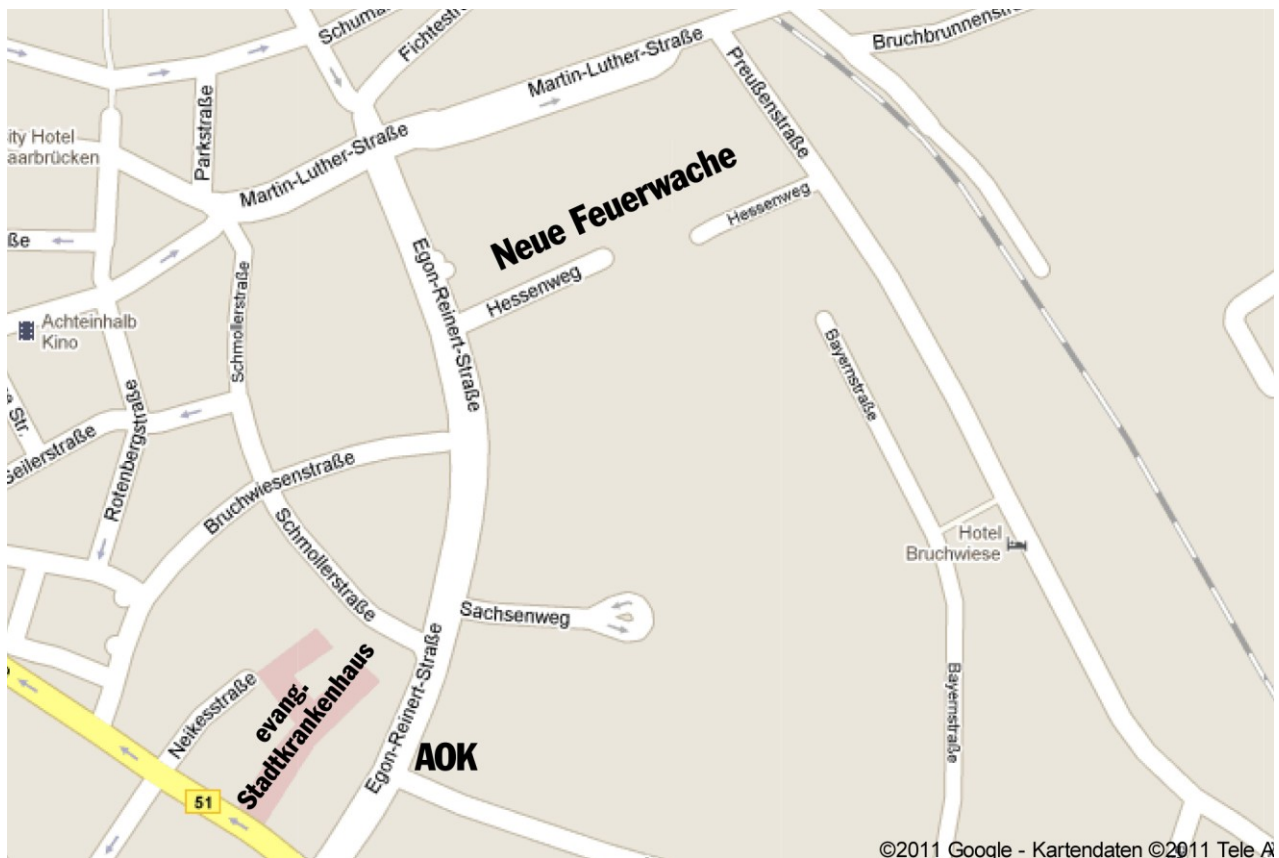 Schuman
Fichtestr
Bruchbrunnenstr
Martin-Luther-Straße
Preußenstraße
Parkstraße
ity Hotel
aarbrücken
Martin-Luther-Straße
Neue Feuerwache
Hessenweg
ße
Egon-Reinert-Straße
Hessenweg
Schmollerstraße
Achteinhalb
Kino
Bayernstraße
e Str.
Seilerstraße
Rotenbergstraße
Bruchwiesenstraße
Schmollerstraße
Hotel
Bruchwiese
Sachsenweg
Egon-Reinert-Straße
evang.
Stadtkrankenhaus
Neikesstraße
Bayernstraße
AOK
51
©2011 Google - Kartendaten ©2011 Tele A